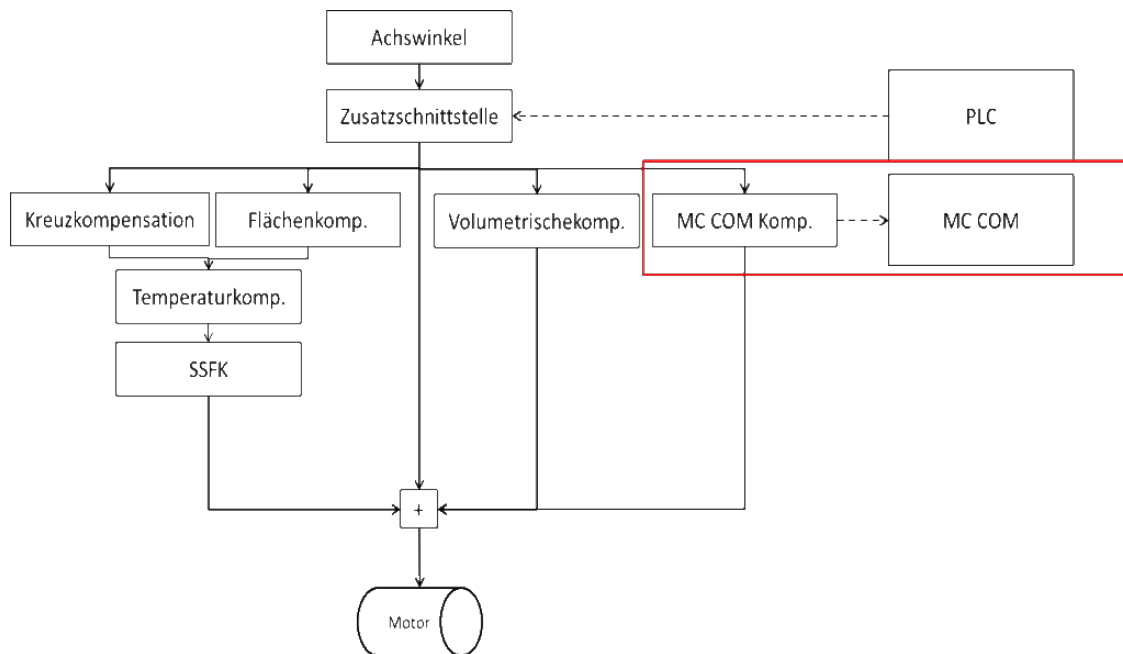 Achswinkel
Zusatzschnittstelle
PLC
Kreuzkompensation
Flächenkomp.
Volumetrischekomp.
MC COM Komp.
MC COM
Temperaturkomp.
SSFK
+
Motor